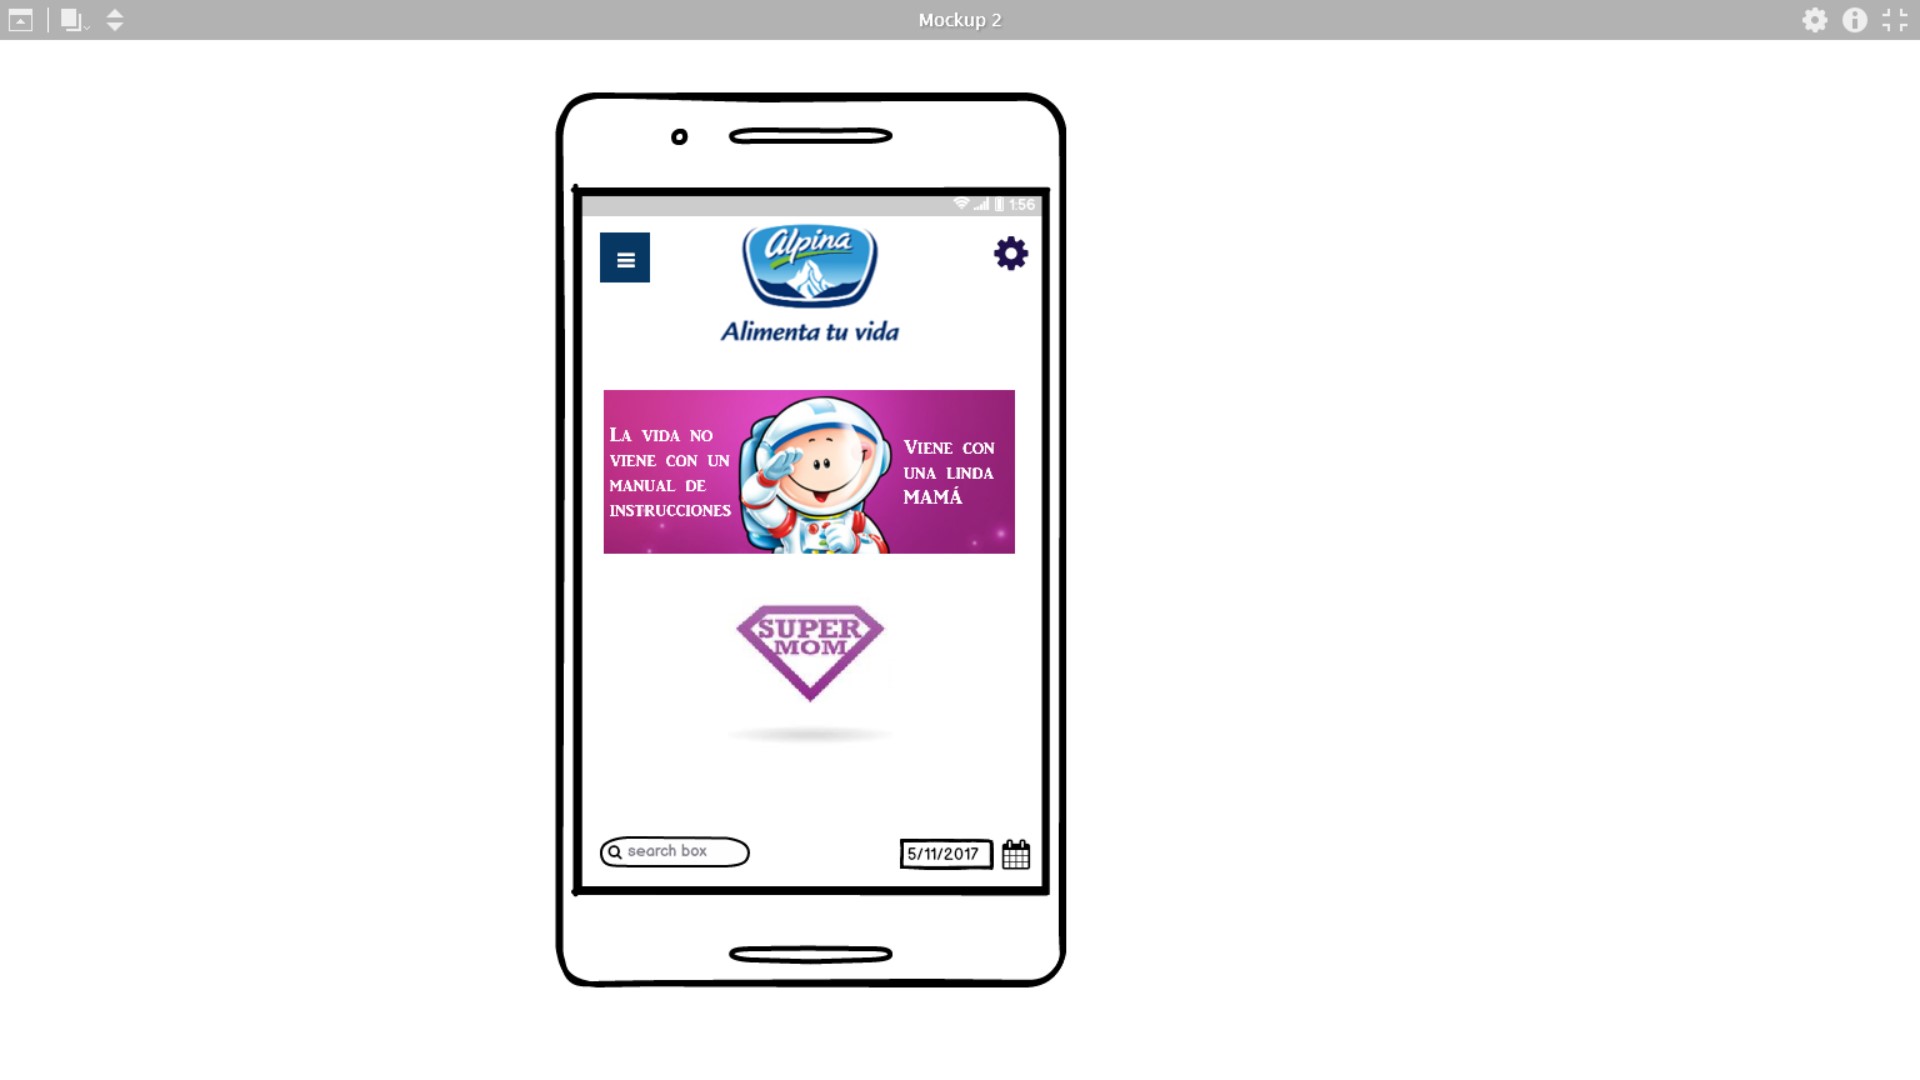 Mockup 2
1:56
alpina
Alimenta tu vida
La vida no
viene con un
manual de
instrucciones
Viene con
una linda
MAMÁ
SUPER
MOM
search box
5/11/2017